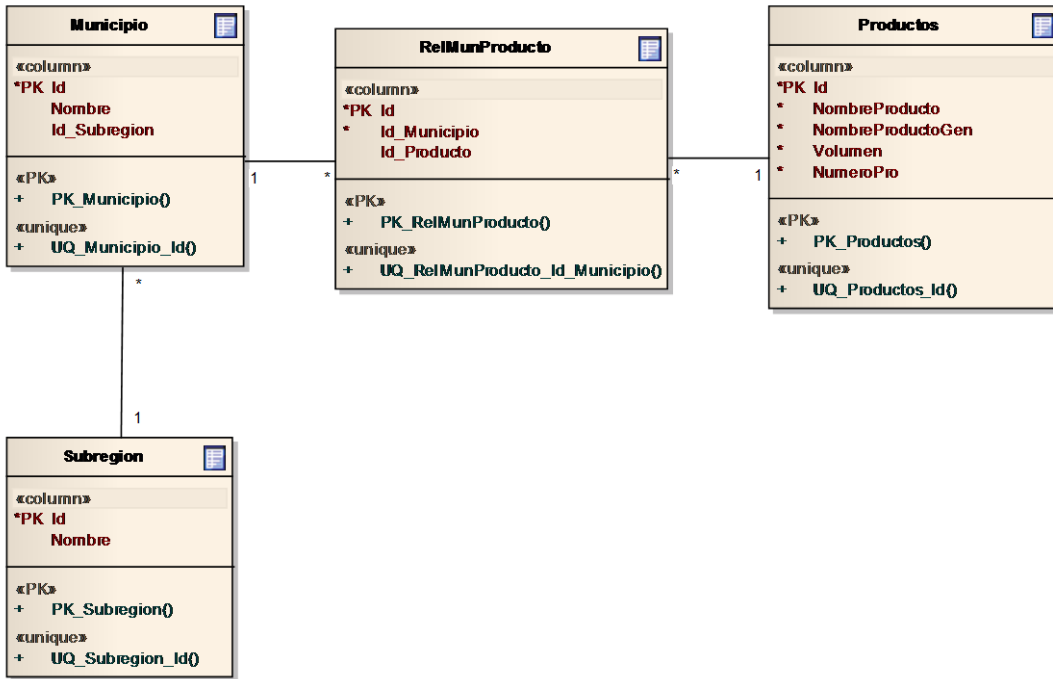 Municipio
«column»
*PK Id
Nombre
Id_Subregion
«PK»
+ PK_Municipio()
«unique»
+ UQ_Municipio_Id()
RelMunProducto
«column»
*PK Id
* Id_Municipio
Id_Producto
«PK»
+ PK_RelMunProducto()
«unique»
+ UQ_RelMunProducto_Id_Municipio()
Productos
«column»
*PK Id
* NombreProducto
* NombreProductoGen
* Volumen
* NumeroPro
«PK»
+ PK_Productos()
«unique»
+ UQ_Productos_Id()
1
*
*
1
*
1
Subregion
«column»
*PK Id
Nombre
«PK»
+ PK_Subregion()
«unique»
+ UQ_Subregion_Id()